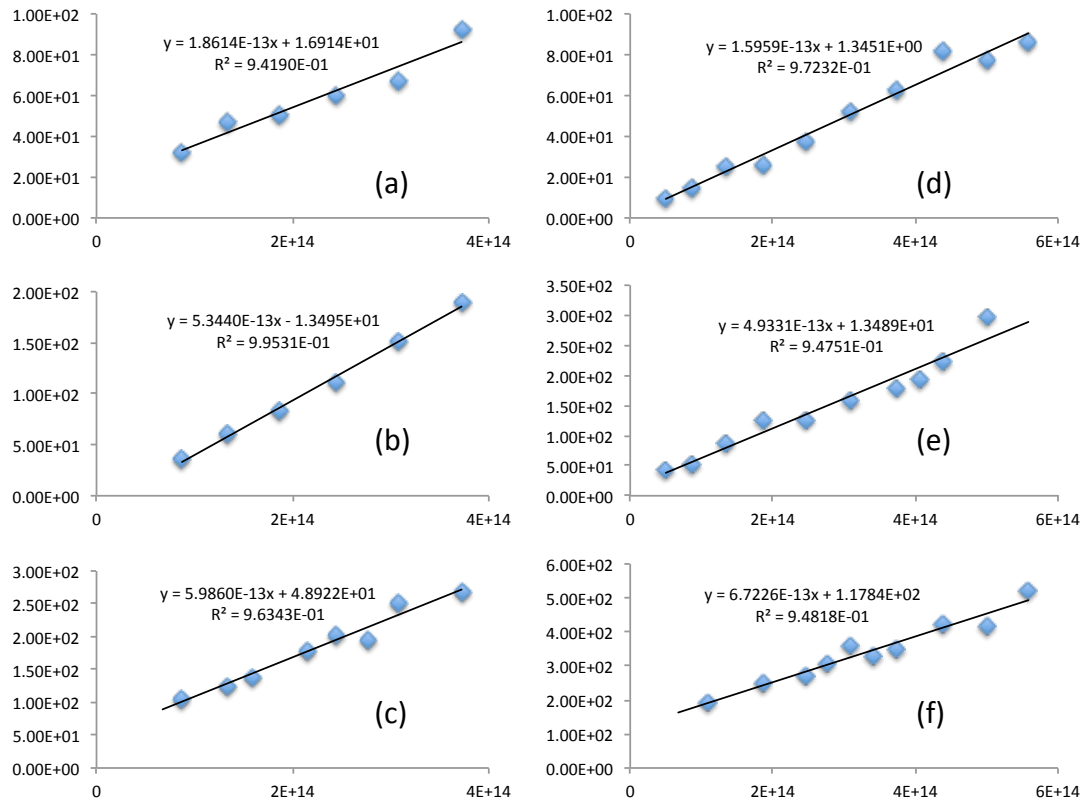 1.00E+02
8.00E+01
6.00E+01
4.00E+01
2.00E+01
0.00E+00
y = 1.8614E-13x + 1.6914E+01
R² = 9.4190E-01
(a)
0
2E+14
4E+14
1.00E+02
8.00E+01
6.00E+01
4.00E+01
2.00E+01
0.00E+00
y = 1.5959E-13x + 1.3451E+00
R² = 9.7232E-01
(d)
0
2E+14
4E+14
6E+14
2.00E+02
1.50E+02
1.00E+02
5.00E+01
0.00E+00
y = 5.3440E-13x - 1.3495E+01
R² = 9.9531E-01
(b)
0
2E+14
4E+14
3.50E+02
3.00E+02
2.50E+02
2.00E+02
1.50E+02
1.00E+02
5.00E+01
0.00E+00
y = 4.9331E-13x + 1.3489E+01
R² = 9.4751E-01
(e)
0
2E+14
4E+14
6E+14
3.00E+02
2.50E+02
2.00E+02
1.50E+02
1.00E+02
5.00E+01
0.00E+00
y = 5.9860E-13x + 4.8922E+01
R² = 9.6343E-01
(c)
0
2E+14
4E+14
6.00E+02
5.00E+02
4.00E+02
3.00E+02
2.00E+02
1.00E+02
0.00E+00
y = 6.7226E-13x + 1.1784E+02
R² = 9.4818E-01
(f)
0
2E+14
4E+14
6E+14